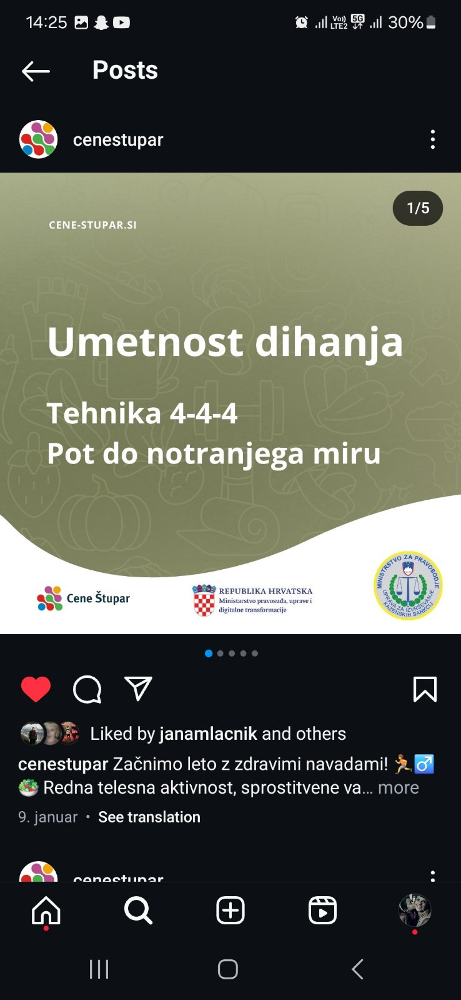 14:25 Vo)) LTE2 5G 30%
Posts
cenestupar
1/5
CENE-STUPAR.SI
Umetnost dihanja
Tehnika 4-4-4
Pot do notranjega miru
Cene Štupar
REPUBLIKA HRVATSKA
Ministarstvo pravosuđa, uprave i
digitalne transformacije
MINISTRSTVO ZA PRAVOSODJE
UPRAVA ZA IZVRŠEVANJE
KAZENSKIH SANKCIJ
Liked by janamlacnik and others
cenestupar Začnimo leto z zdravimi navadami!
Redna telesna aktivnost, sprostitvene va... more
9. januar • See translation
cenestupar